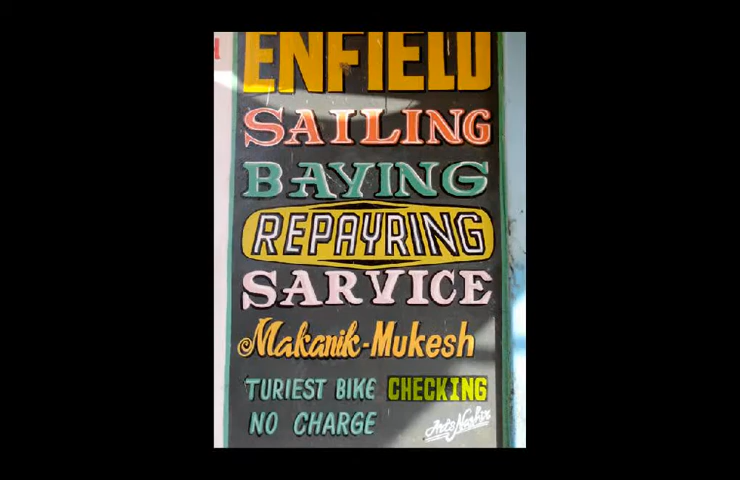 ENFIELD
SAILING
BAYING
REPAYRING
SARVICE
Makanik-Mukesh
TURIEST BIKE CHECKING
NO CHARGE